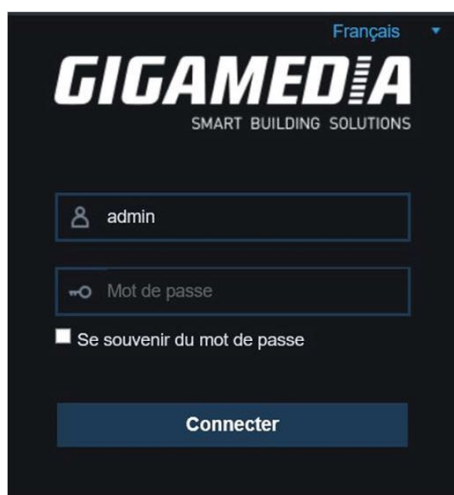 Français
GIGAMEDIA
SMART BUILDING SOLUTIONS
admin
Mot de passe
Se souvenir du mot de passe
Connecter